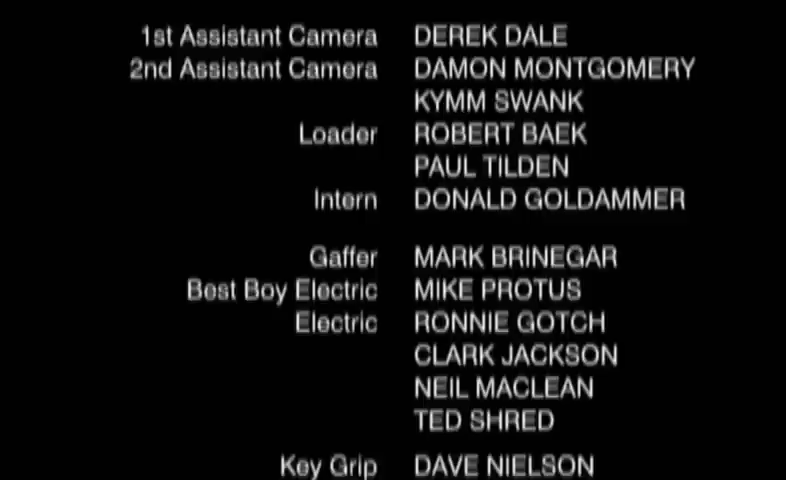 1st Assistant Camera DEREK DALE
2nd Assistant Camera DAMON MONTGOMERY
KYMM SWANK
Loader ROBERT BAEK
PAUL TILDEN
Intern DONALD GOLDAMMER
Gaffer MARK BRINEGAR
Best Boy Electric MIKE PROTUS
Electric RONNIE GOTCH
CLARK JACKSON
NEIL MACLEAN
TED SHRED
Key Grip DAVE NIELSON